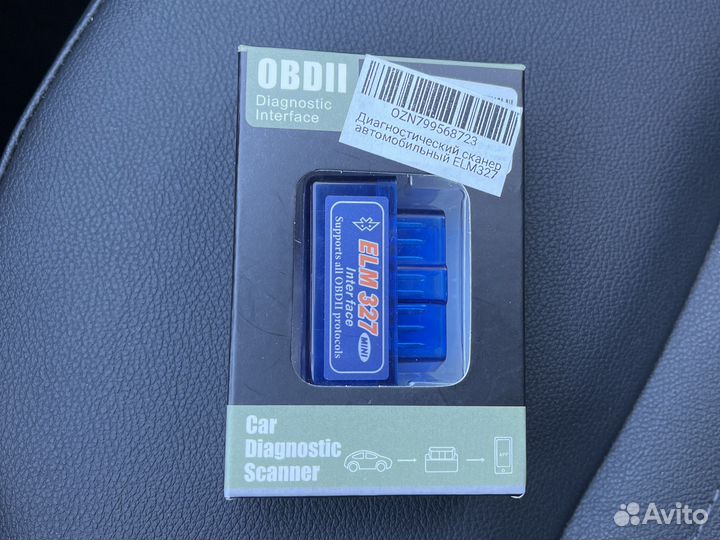 OBDII
Diagnostic
Interface
OZN799568723
Диагностический сканер
автомобильный ELM327
ELM 327
Interface
MINI
Supports all OBDII protocols
Car
Diagnostic
Scanner
APP
Avito